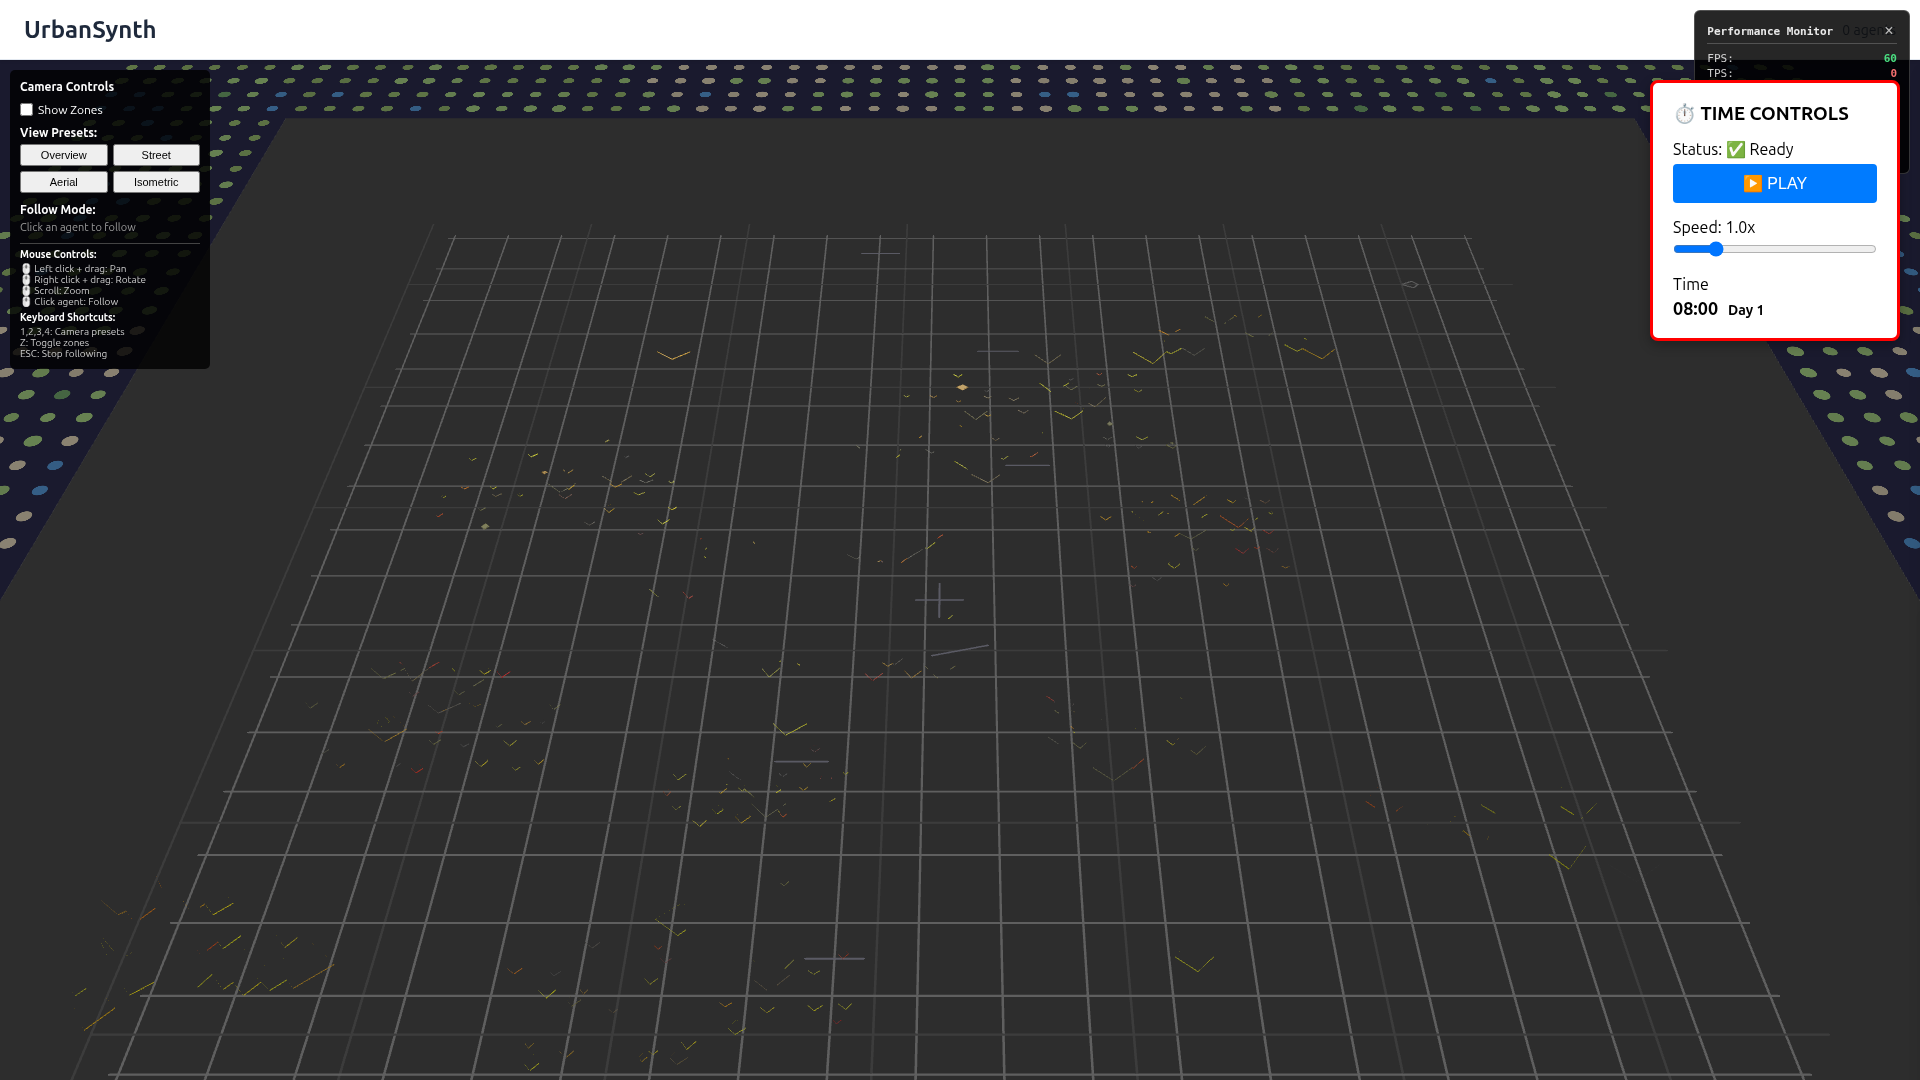 UrbanSynth
Performance Monitor 0 agen ×
FPS: 60
TPS: 0
Camera Controls
Show Zones
View Presets:
Overview Street
Aerial Isometric
Follow Mode:
Click an agent to follow
Mouse Controls:
Left click + drag: Pan
Right click + drag: Rotate
Scroll: Zoom
Click agent: Follow
Keyboard Shortcuts:
1,2,3,4: Camera presets
Z: Toggle zones
ESC: Stop following
⏱️ TIME CONTROLS
Status: ✅ Ready
▶️ PLAY
Speed: 1.0x
Time
08:00 Day 1